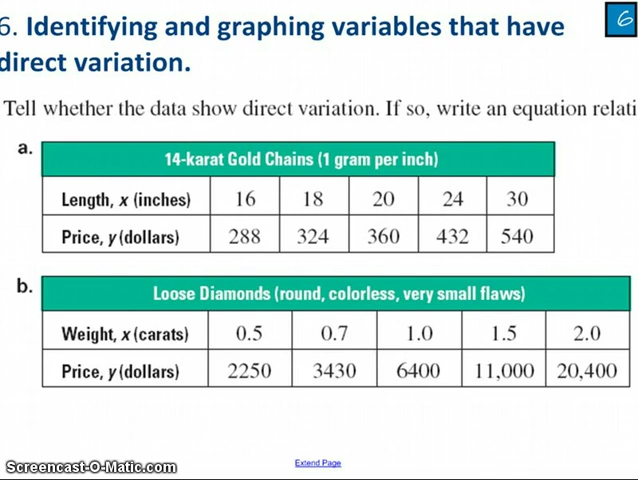 6. Identifying and graphing variables that have
6
direct variation.
Tell whether the data show direct variation. If so, write an equation
a.
14-karat Gold Chains (1 gram per inch)
Length, x (inches) 16 18 20 24 30
Price, y (dollars) 288 324 360 432 540
b.
Loose Diamonds (round, colorless, very small flaws)
Weight, x (carats) 0.5 0.7 1.0 1.5 2.0
Price, y (dollars) 2250 3430 6400 11,000 20,400
Extend Page
Screencast-O-Matic.com